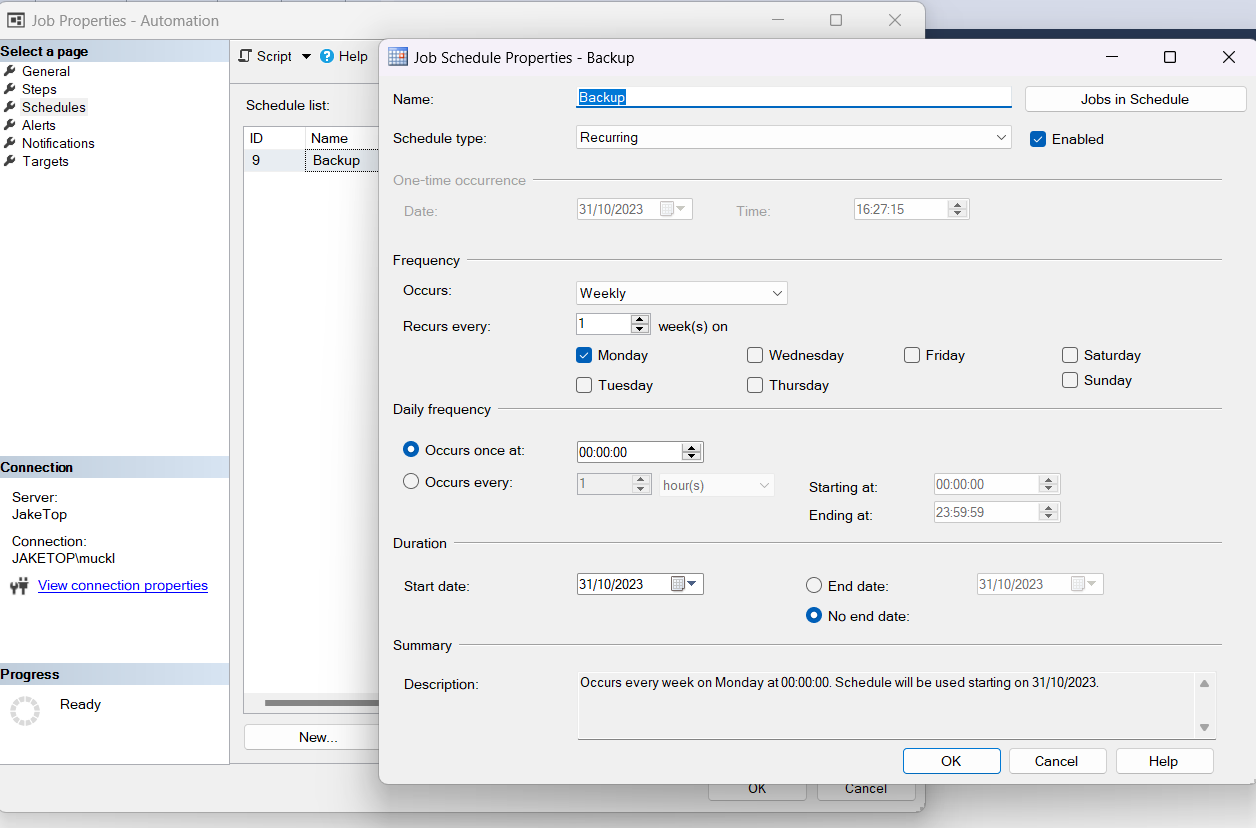 Job Properties - Automation
Select a page
General
Steps
Schedules
Alerts
Notifications
Targets
Connection
Server:
JakeTop
Connection:
JAKETOP\muckl
View connection properties
Progress
Ready
Script
Help
Schedule list:
ID Name
9 Backup
New...
OK Cancel
Job Schedule Properties - Backup
Name: Backup Jobs in Schedule
Schedule type: Recurring Enabled
One-time occurrence
Date: 31/10/2023 Time: 16:27:15
Frequency
Occurs: Weekly
Recurs every: 1 week(s) on
Monday Wednesday Friday Saturday
Tuesday Thursday Sunday
Daily frequency
Occurs once at: 00:00:00
Occurs every: 1 hour(s) Starting at: 00:00:00
Ending at: 23:59:59
Duration
Start date: 31/10/2023 End date: 31/10/2023
No end date:
Summary
Description: Occurs every week on Monday at 00:00:00. Schedule will be used starting on 31/10/2023.
OK Cancel Help